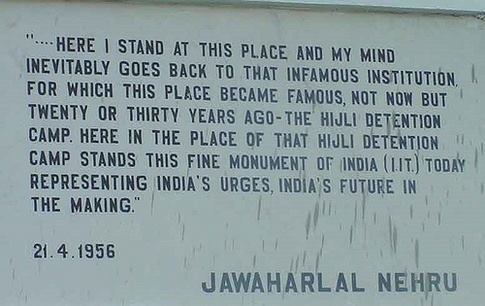 "....HERE I STAND AT THIS PLACE AND MY MIND
INEVITABLY GOES BACK TO THAT INFAMOUS INSTITUTION,
FOR WHICH THIS PLACE BECAME FAMOUS, NOT NOW BUT
TWENTY OR THIRTY YEARS AGO-THE HIJLI DETENTION
CAMP. HERE IN THE PLACE OF THAT HIJLI DETENTION
CAMP STANDS THIS FINE MONUMENT OF INDIA (I.I.T.) TODAY
REPRESENTING INDIA'S URGES, INDIA'S FUTURE IN
THE MAKING."
21.4.1956
JAWAHARLAL NEHRU